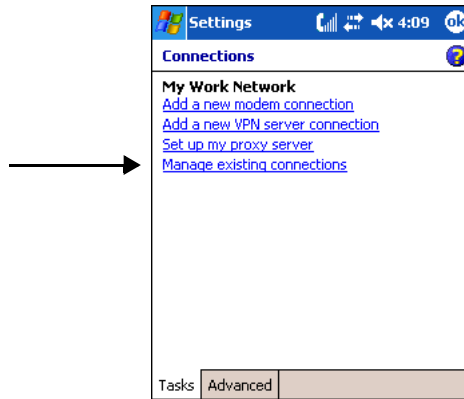 Settings 4:09 ok
Connections ?
My Work Network
Add a new modem connection
Add a new VPN server connection
Set up my proxy server
Manage existing connections
Tasks Advanced